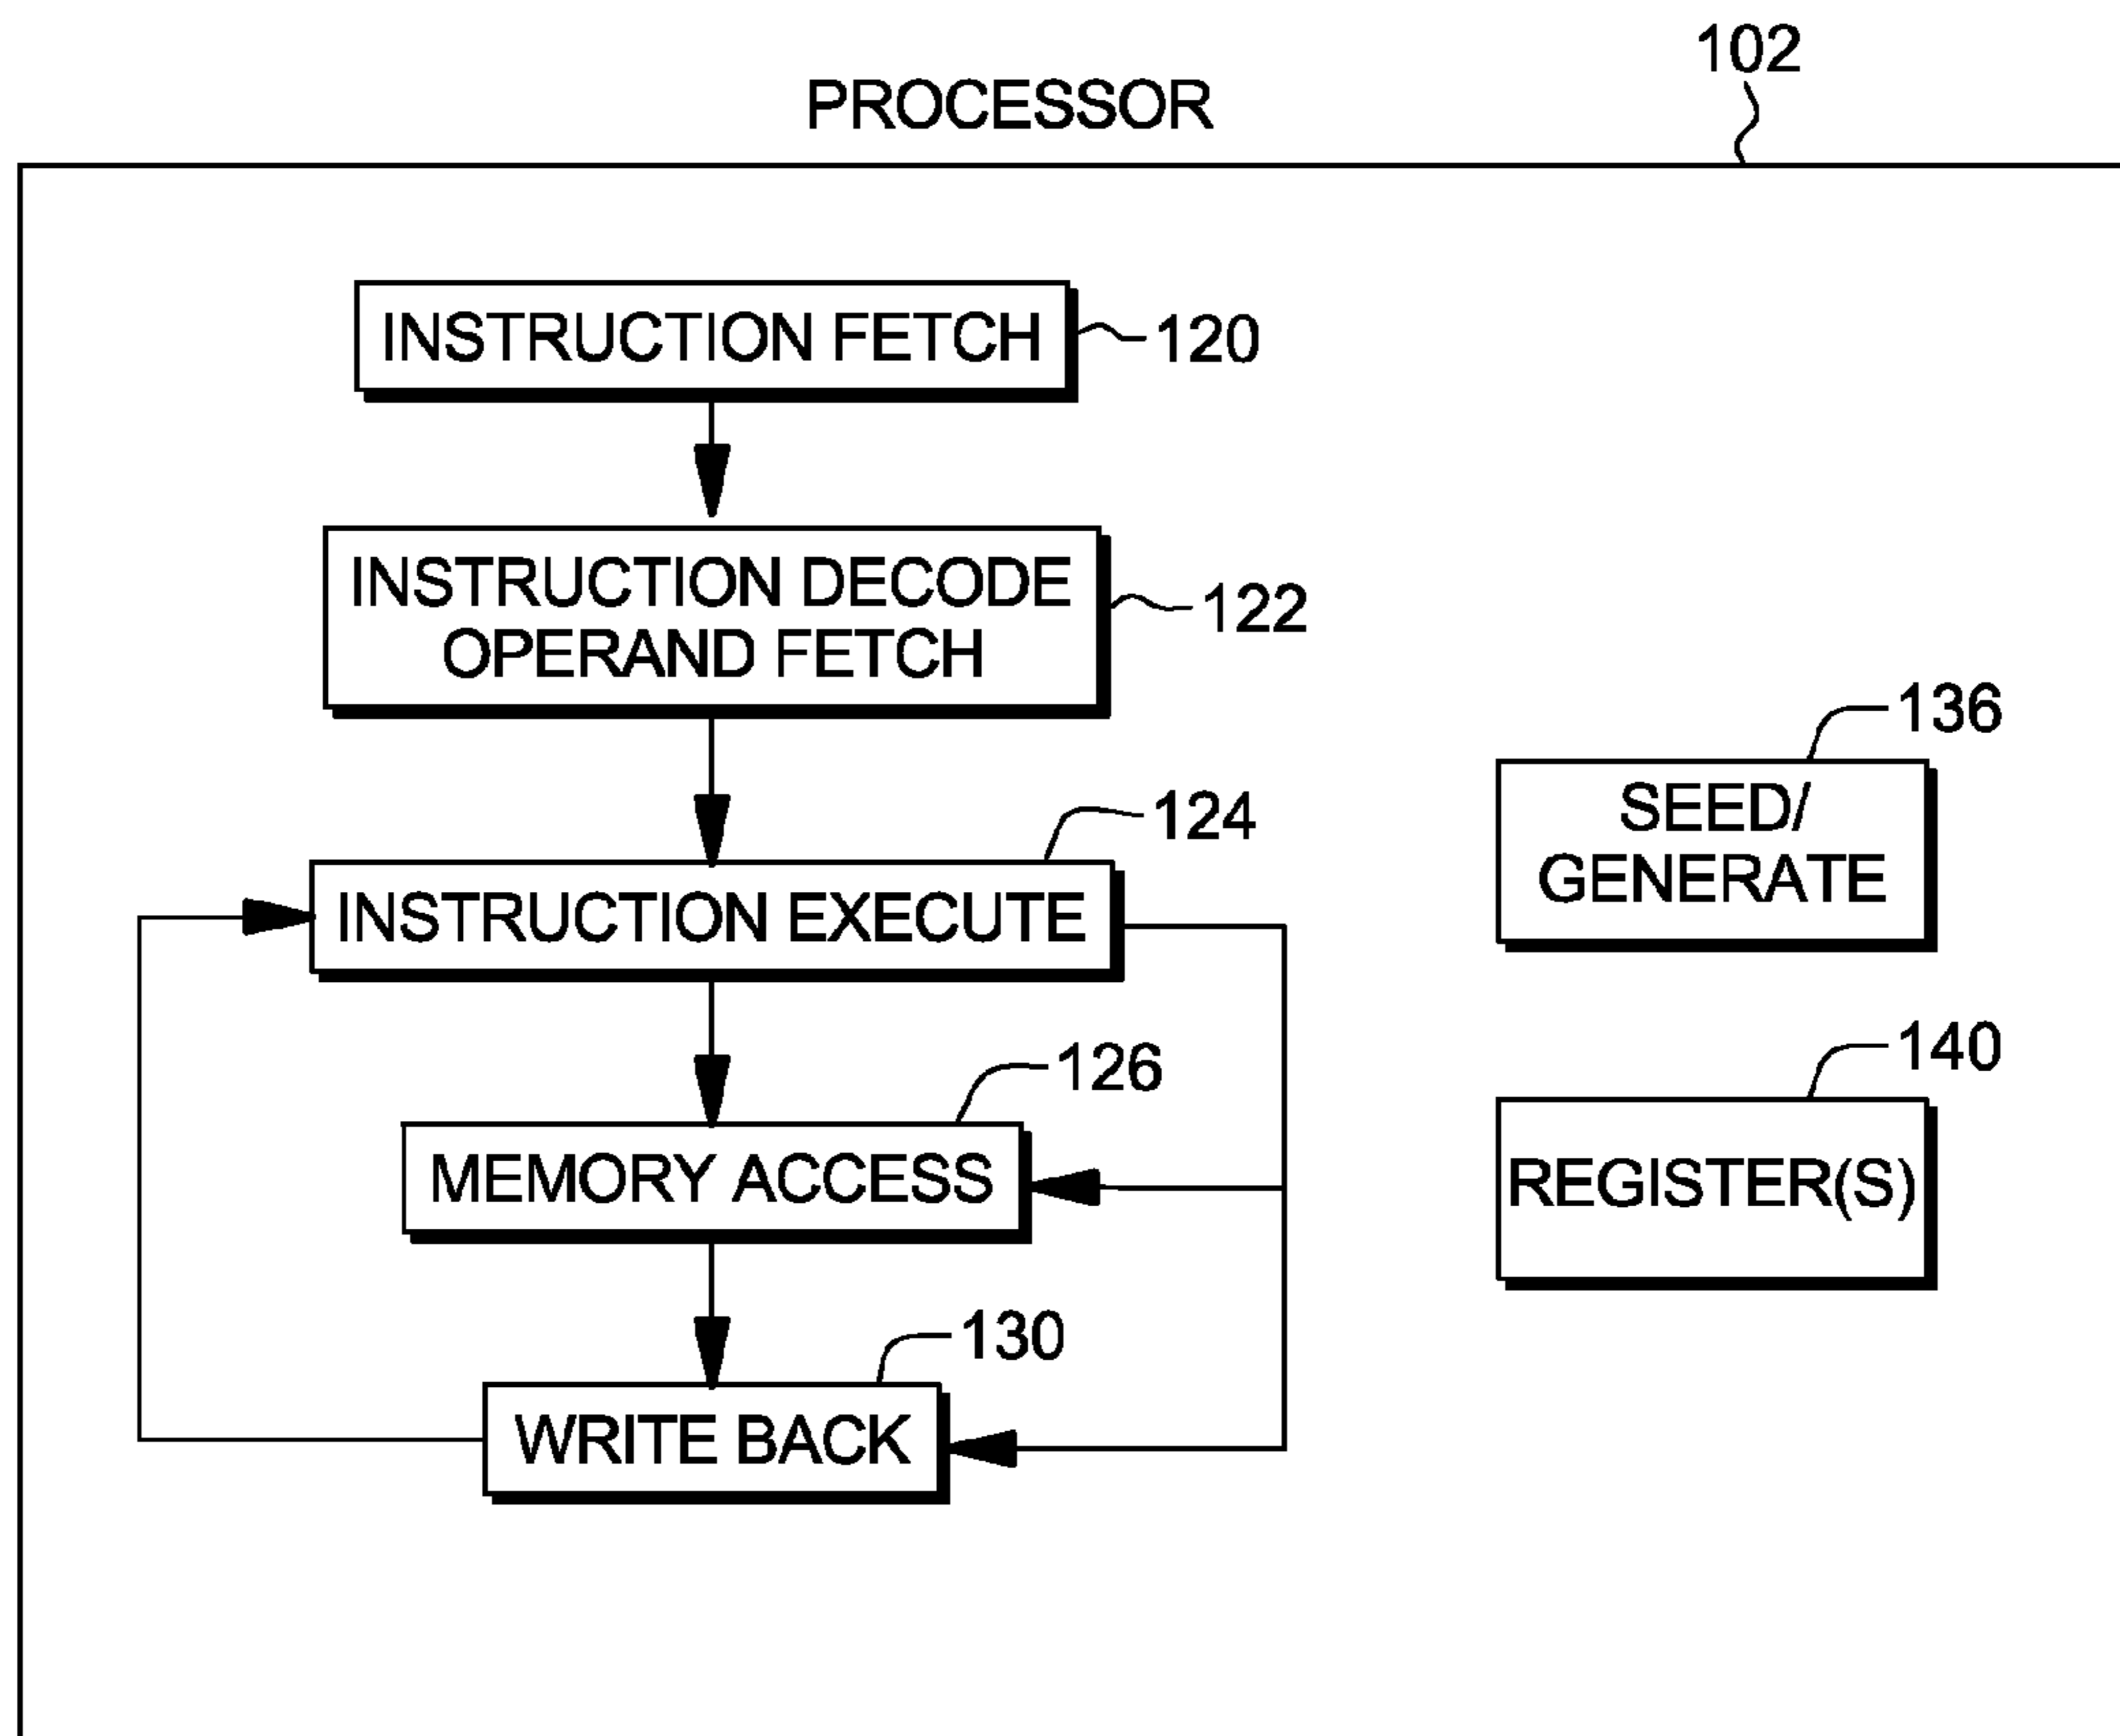 102
PROCESSOR
INSTRUCTION FETCH
120
INSTRUCTION DECODE
OPERAND FETCH
122
136
SEED/
GENERATE
124
INSTRUCTION EXECUTE
140
REGISTER(S)
126
MEMORY ACCESS
130
WRITE BACK